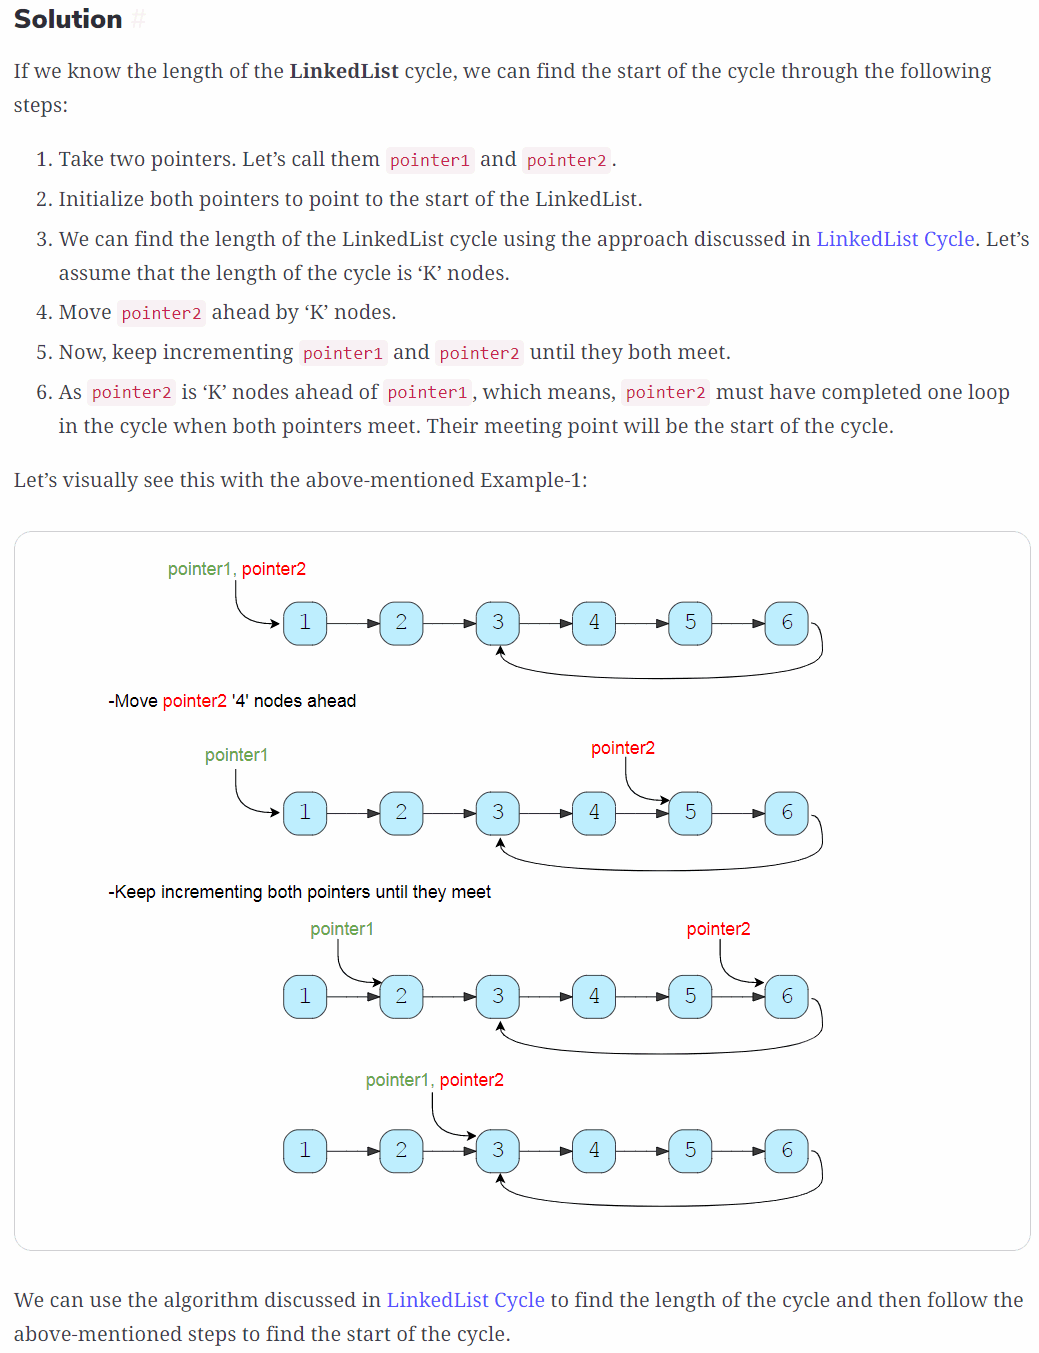 Solution #
If we know the length of the LinkedList cycle, we can find the start of the cycle through the following
steps:
1. Take two pointers. Let’s call them pointer1 and pointer2.
2. Initialize both pointers to point to the start of the LinkedList.
3. We can find the length of the LinkedList cycle using the approach discussed in LinkedList Cycle. Let’s
assume that the length of the cycle is ‘K’ nodes.
4. Move pointer2 ahead by ‘K’ nodes.
5. Now, keep incrementing pointer1 and pointer2 until they both meet.
6. As pointer2 is ‘K’ nodes ahead of pointer1, which means, pointer2 must have completed one loop
in the cycle when both pointers meet. Their meeting point will be the start of the cycle.
Let’s visually see this with the above-mentioned Example-1:
pointer1, pointer2
1 2 3 4 5 6
-Move pointer2 '4' nodes ahead
pointer1 pointer2
1 2 3 4 5 6
-Keep incrementing both pointers until they meet
pointer1 pointer2
1 2 3 4 5 6
pointer1, pointer2
1 2 3 4 5 6
We can use the algorithm discussed in LinkedList Cycle to find the length of the cycle and then follow the
above-mentioned steps to find the start of the cycle.